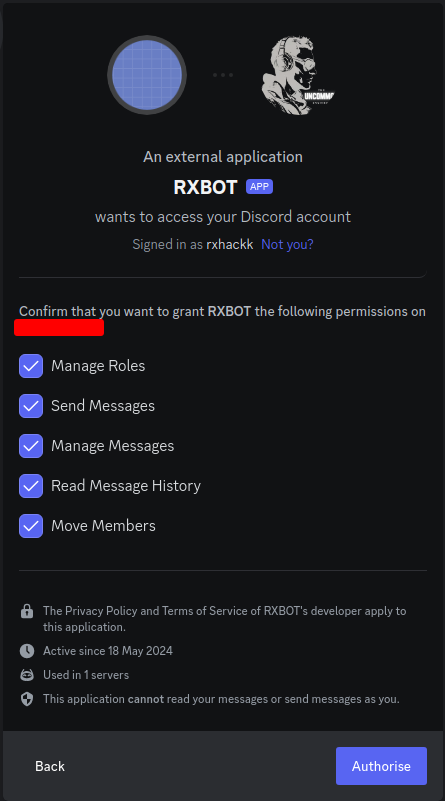 THE
UNCOMMO
An external application
RXBOT APP
wants to access your Discord account
Signed in as rxhackk Not you?
Confirm that you want to grant RXBOT the following permissions on
Manage Roles
Send Messages
Manage Messages
Read Message History
Move Members
The Privacy Policy and Terms of Service of RXBOT's developer apply to
this application.
Active since 18 May 2024
Used in 1 servers
This application cannot read your messages or send messages as you.
Back Authorise